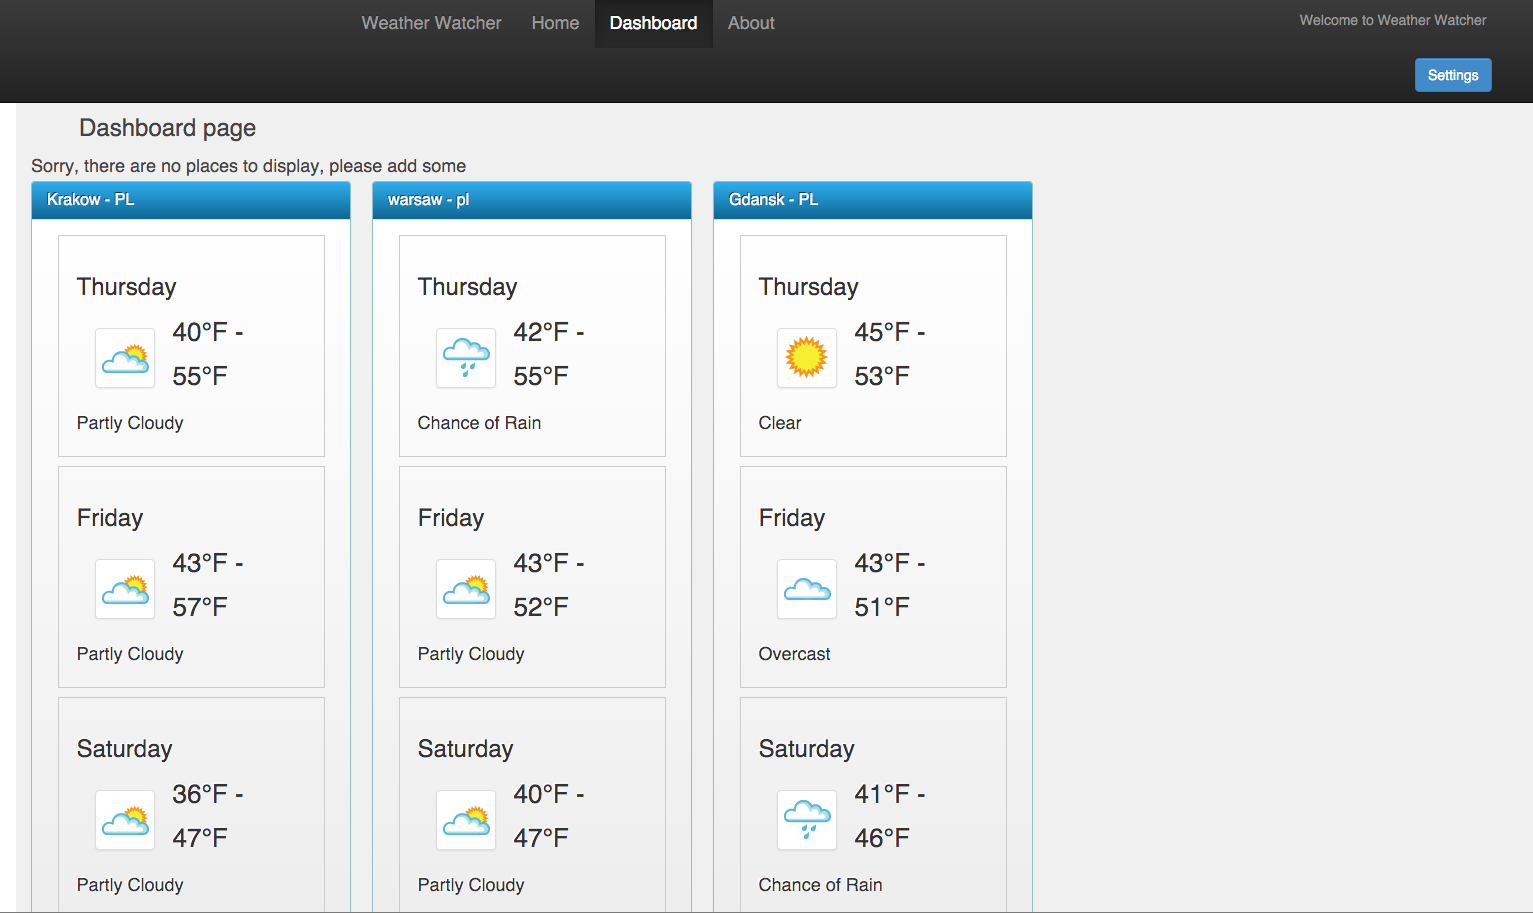 Weather Watcher Home Dashboard About Welcome to Weather Watcher
Settings
Dashboard page
Sorry, there are no places to display, please add some
Krakow - PL
Thursday
40°F -
55°F
Partly Cloudy
Friday
43°F -
57°F
Partly Cloudy
Saturday
36°F -
47°F
Partly Cloudy
warsaw - pl
Thursday
42°F -
55°F
Chance of Rain
Friday
43°F -
52°F
Partly Cloudy
Saturday
40°F -
47°F
Partly Cloudy
Gdansk - PL
Thursday
45°F -
53°F
Clear
Friday
43°F -
51°F
Overcast
Saturday
41°F -
46°F
Chance of Rain